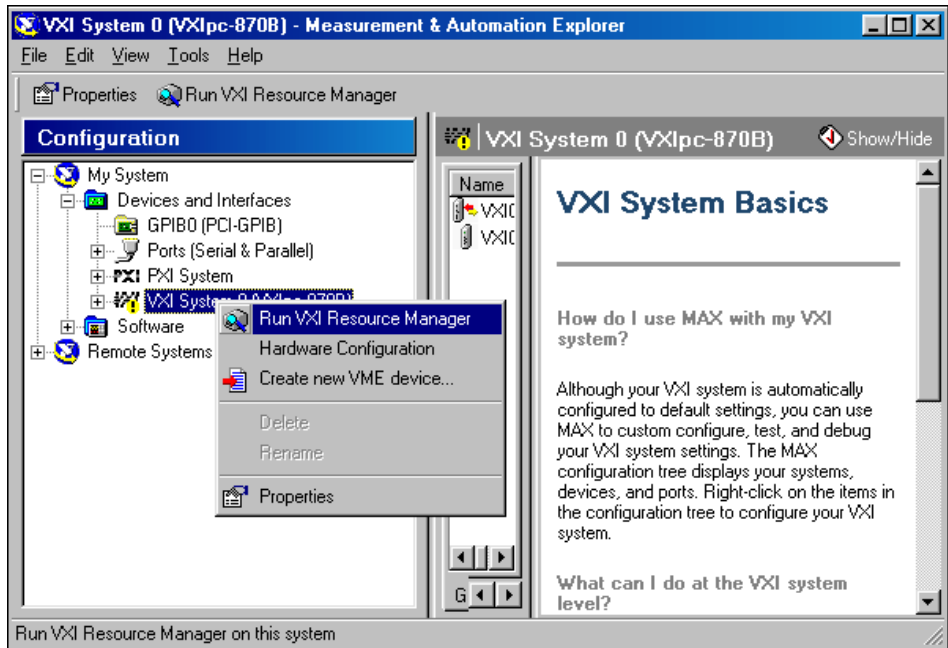 VXI System 0 (VXIpc-870B) - Measurement & Automation Explorer
File Edit View Tools Help
Properties Run VXI Resource Manager
Configuration
My System
Devices and Interfaces
GPIB0 (PCI-GPIB)
Ports (Serial & Parallel)
PXI System
VXI System 0 (VXIpc-870B)
Software
Remote Systems
Run VXI Resource Manager
Hardware Configuration
Create new VME device...
Delete
Rename
Properties
VXI System 0 (VXIpc-870B) Show/Hide
Name
G
VXI System Basics
How do I use MAX with my VXI
system?
Although your VXI system is automatically
configured to default settings, you can use
MAX to custom configure, test, and debug
your VXI system settings. The MAX
configuration tree displays your systems,
devices, and ports. Right-click on the items in
the configuration tree to configure your VXI
system.
What can I do at the VXI system
level?
Run VXI Resource Manager on this system